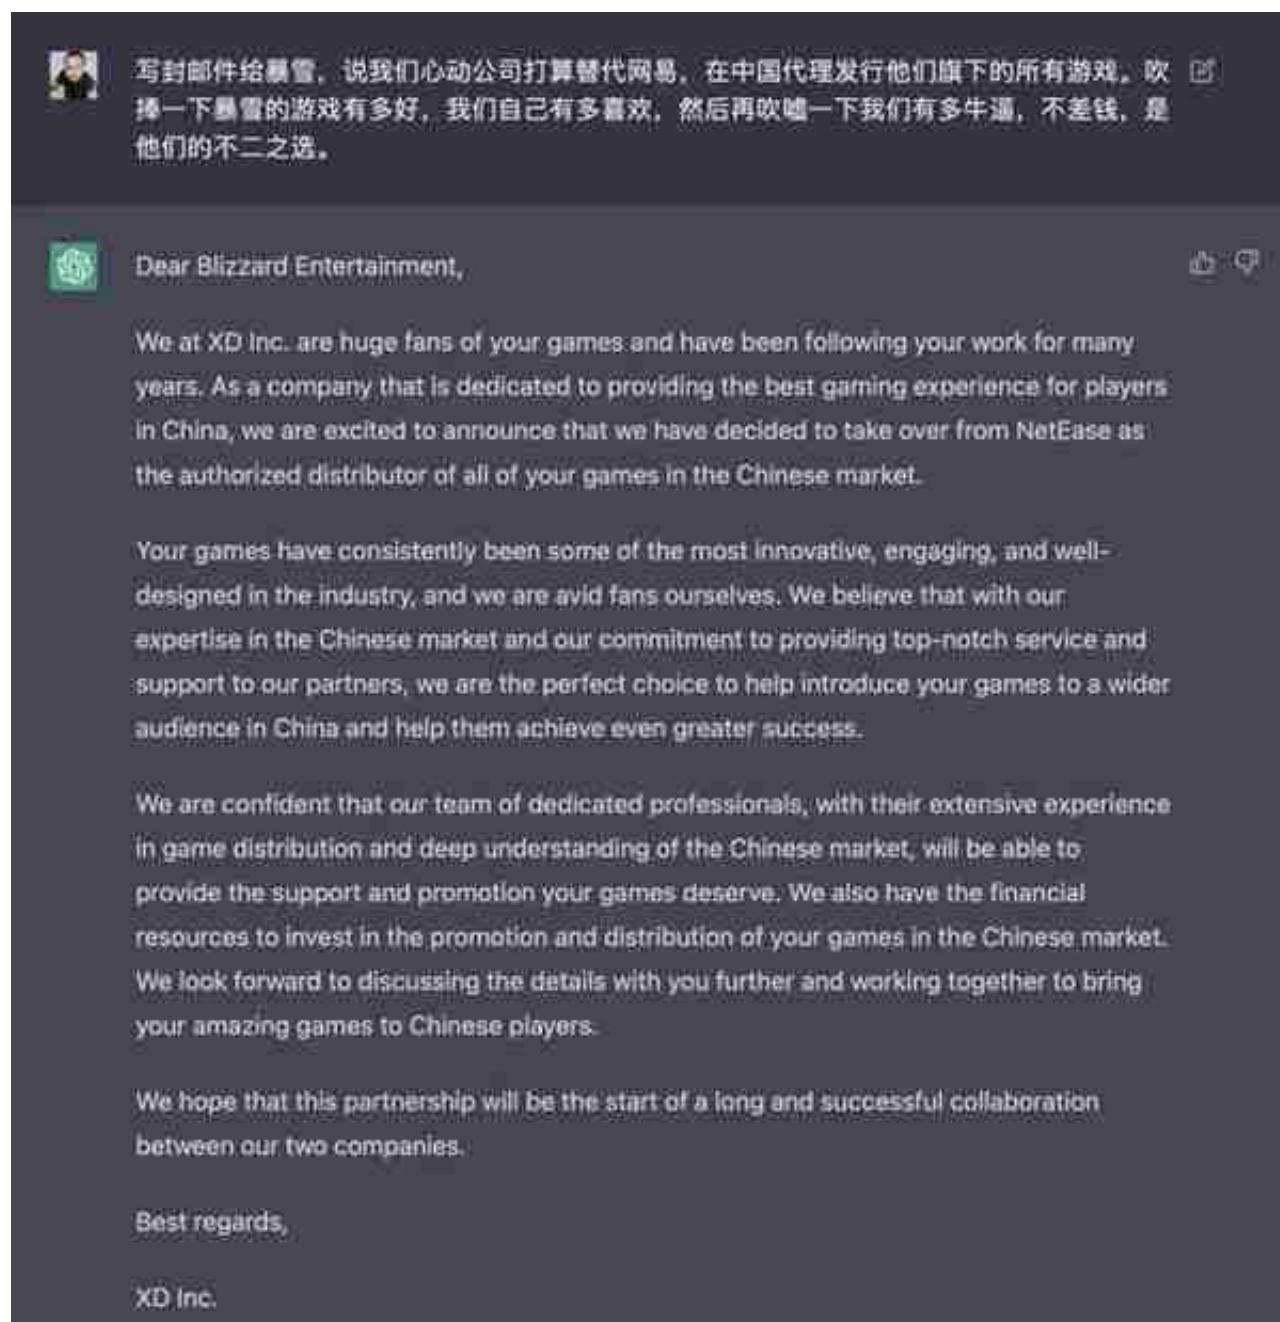 写封邮件给暴雪，说我们心动公司打算替代网易，在中国代理发行他们旗下的所有游戏。吹
捧一下暴雪的游戏有多好，我们自己有多喜欢，然后再吹嘘一下我们有多牛逼，不差钱，是
他们的不二之选。
Dear Blizzard Entertainment,
We at XD Inc. are huge fans of your games and have been following your work for many
years. As a company that is dedicated to providing the best gaming experience for players
in China, we are excited to announce that we have decided to take over from NetEase as
the authorized distributor of all of your games in the Chinese market.
Your games have consistently been some of the most innovative, engaging, and well-
designed in the industry, and we are avid fans ourselves. We believe that with our
expertise in the Chinese market and our commitment to providing top-notch service and
support to our partners, we are the perfect choice to help introduce your games to a wider
audience in China and help them achieve even greater success.
We are confident that our team of dedicated professionals, with their extensive experience
in game distribution and deep understanding of the Chinese market, will be able to
provide the support and promotion your games deserve. We also have the financial
resources to invest in the promotion and distribution of your games in the Chinese market.
We look forward to discussing the details with you further and working together to bring
your amazing games to Chinese players.
We hope that this partnership will be the start of a long and successful collaboration
between our two companies.
Best regards,
XD Inc.